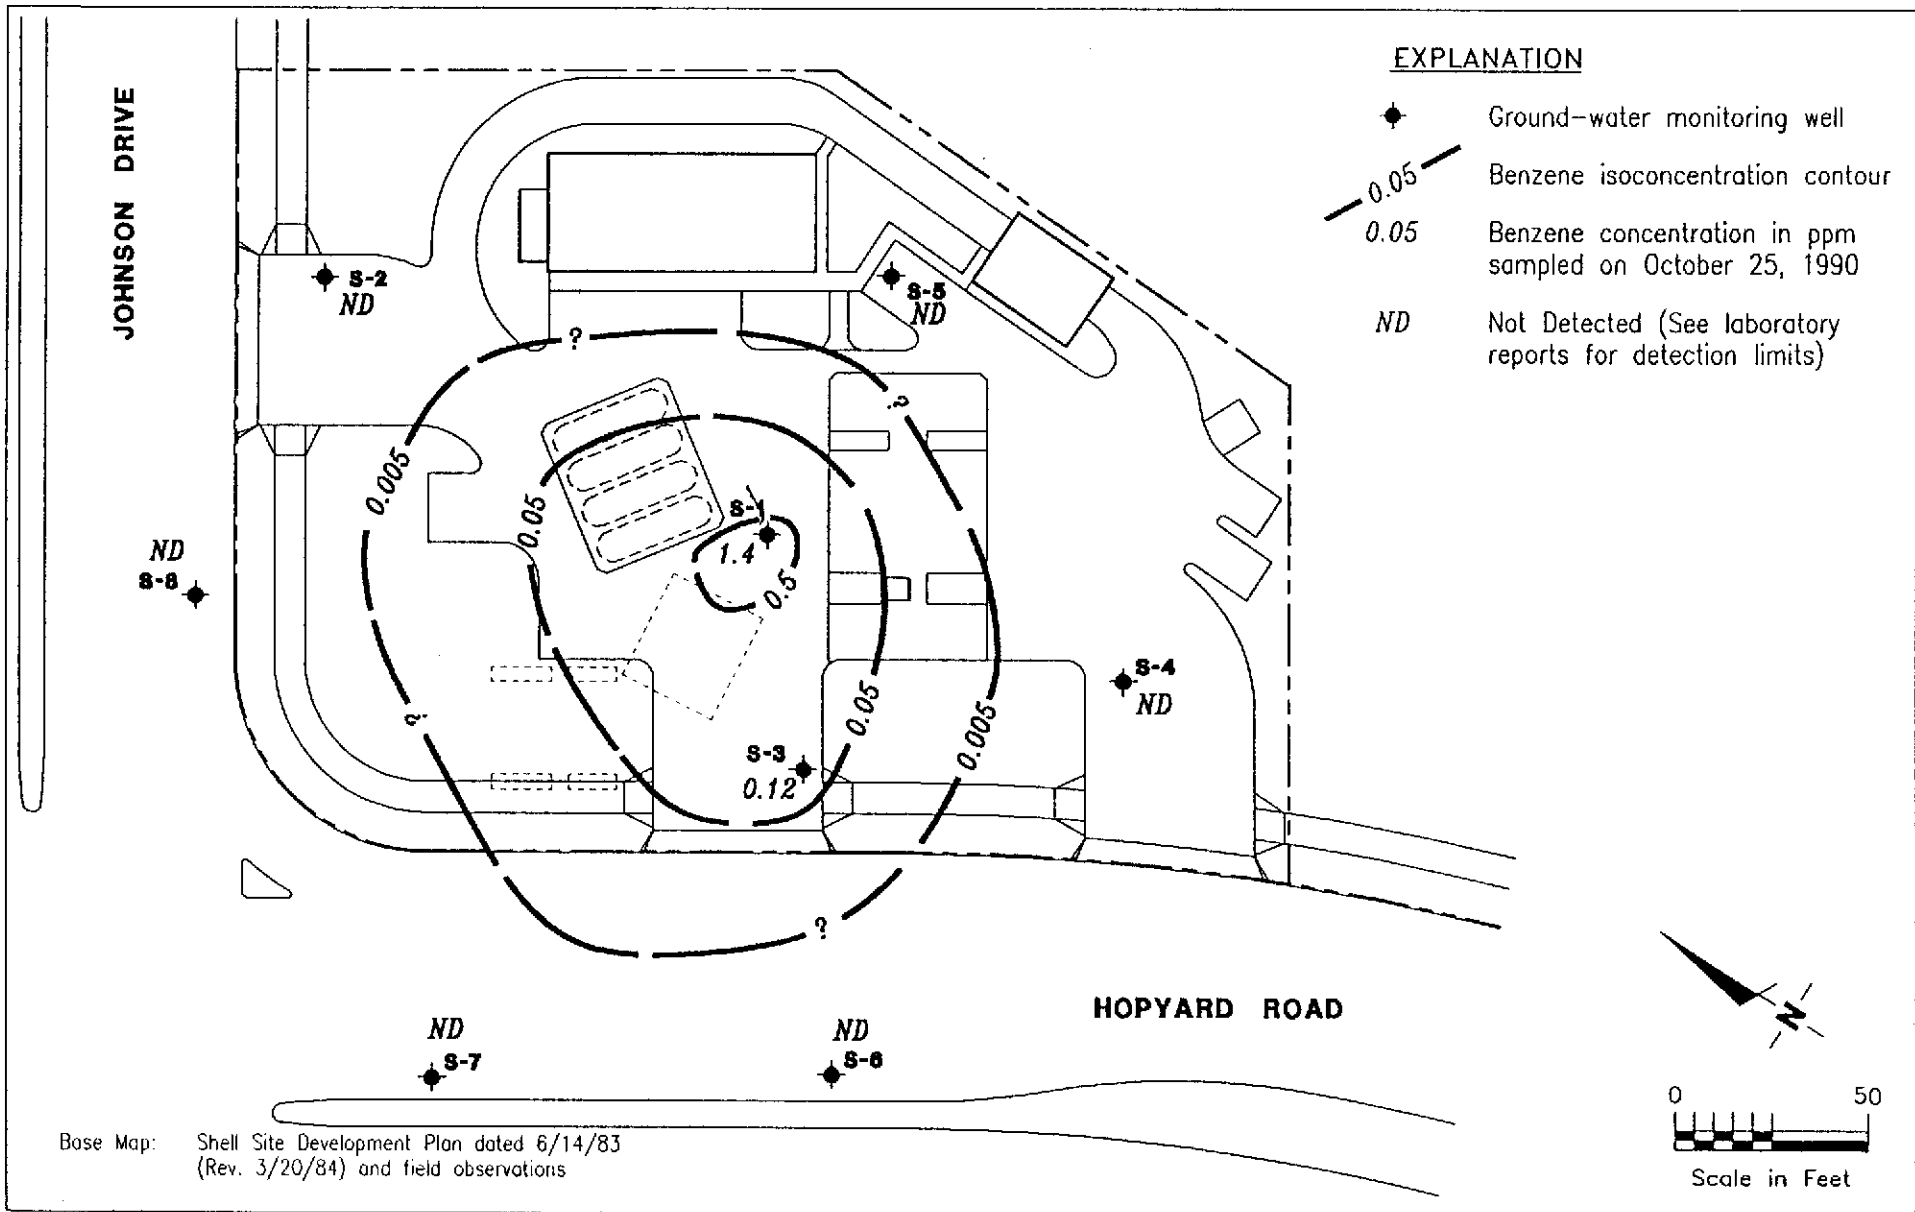 EXPLANATION
Ground-water monitoring well
0.05
Benzene isoconcentration contour
0.05
Benzene concentration in ppm
sampled on October 25, 1990
ND
Not Detected (See laboratory
reports for detection limits)
JOHNSON DRIVE
S-2
ND
S-5
ND
?
?
0.005
0.05
S-1
1.4
0.5
ND
S-8
S-4
ND
?
0.05
0.005
S-3
0.12
?
HOPYARD ROAD
N
ND
S-7
ND
S-6
0 50
Scale in Feet
Base Map: Shell Site Development Plan dated 6/14/83
(Rev. 3/20/84) and field observations